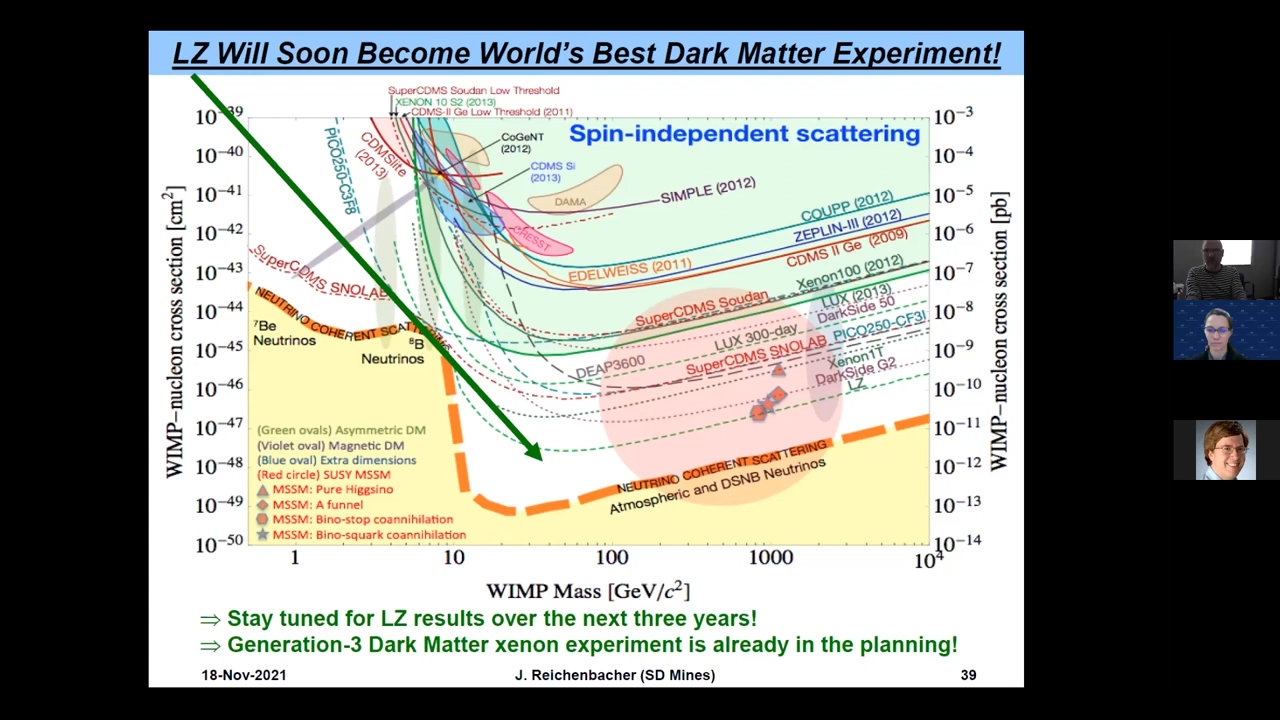 LZ Will Soon Become World's Best Dark Matter Experiment!
SuperCDMS Soudan Low Threshold
XENON 10 S2 (2013)
CDMS-II Ge Low Threshold (2011)
Spin-independent scattering
CoGeNT
(2012)
CDMS Si
(2013)
CDMSlite
(2013)
PICO250-C3F8
DAMA
CRESST
SIMPLE (2012)
COUPP (2012)
ZEPLIN-III (2012)
CDMS II Ge (2009)
EDELWEISS (2011)
Xenon100 (2012)
SuperCDMS Soudan
LUX (2013)
DarkSide 50
LUX 300-day
PICO250-CF3I
SuperCDMS SNOLAB
DEAP3600
Xenon1T
DarkSide G2
LZ
SuperCDMS SNOLAB
NEUTRINO COHERENT SCATTERING
⁷Be
Neutrinos
⁸B
Neutrinos
NEUTRINO COHERENT SCATTERING
Atmospheric and DSNB Neutrinos
(Green ovals) Asymmetric DM
(Violet oval) Magnetic DM
(Blue oval) Extra dimensions
(Red circle) SUSY MSSM
MSSM: Pure Higgsino
MSSM: A funnel
MSSM: Bino-stop coannihilation
MSSM: Bino-squark coannihilation
WIMP−nucleon cross section [cm²]
10⁻³⁹
10⁻⁴⁰
10⁻⁴¹
10⁻⁴²
10⁻⁴³
10⁻⁴⁴
10⁻⁴⁵
10⁻⁴⁶
10⁻⁴⁷
10⁻⁴⁸
10⁻⁴⁹
10⁻⁵⁰
WIMP−nucleon cross section [pb]
10⁻³
10⁻⁴
10⁻⁵
10⁻⁶
10⁻⁷
10⁻⁸
10⁻⁹
10⁻¹⁰
10⁻¹¹
10⁻¹²
10⁻¹³
10⁻¹⁴
1 10 100 1000 10⁴
WIMP Mass [GeV/c²]
⇒ Stay tuned for LZ results over the next three years!
⇒ Generation-3 Dark Matter xenon experiment is already in the planning!
18-Nov-2021 J. Reichenbacher (SD Mines) 39